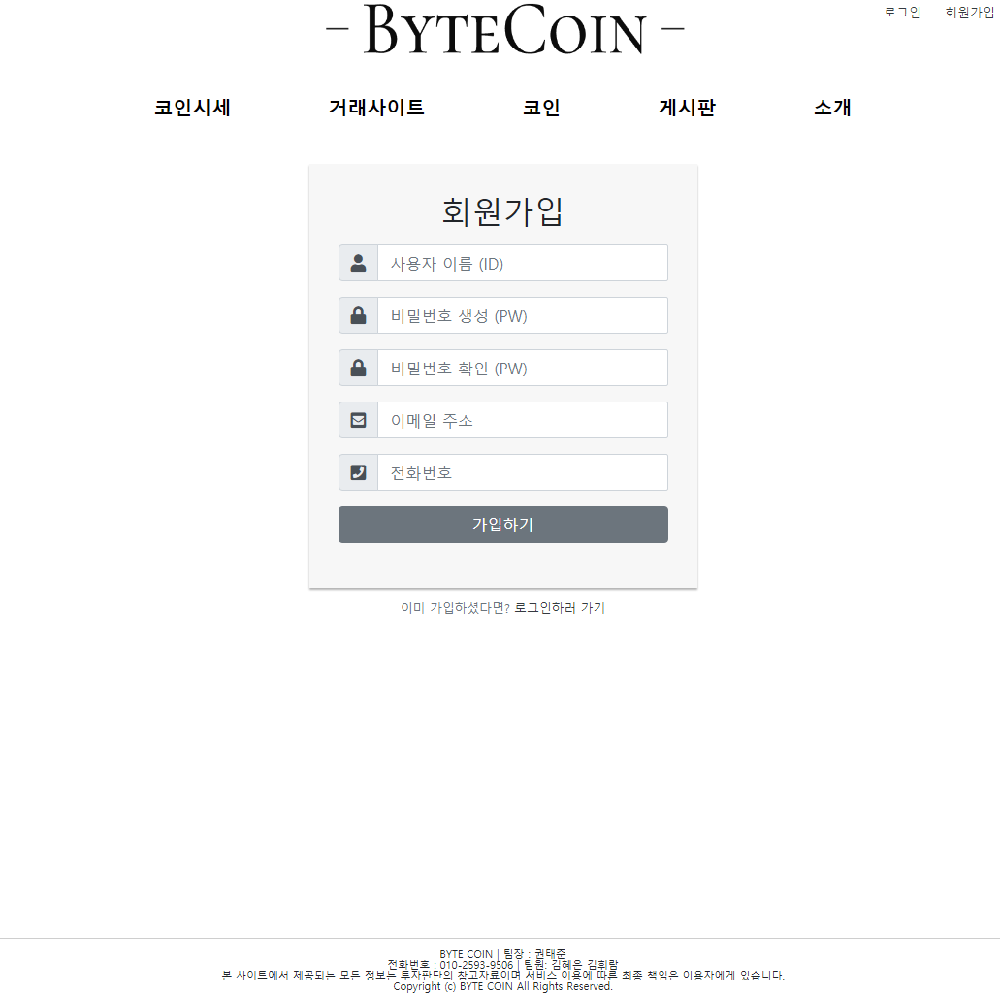 로그인 회원가입
– BYTECOIN –
코인시세 거래사이트 코인 게시판 소개
회원가입
사용자 이름 (ID)
비밀번호 생성 (PW)
비밀번호 확인 (PW)
이메일 주소
전화번호
가입하기
이미 가입하셨다면? 로그인하러 가기
BYTE COIN | 팀장 : 권태준
전화번호 : 010-2593-9506 | 팀원: 김혜은 김휘람
본 사이트에서 제공되는 모든 정보는 투자판단의 참고자료이며 서비스 이용에 따른 최종 책임은 이용자에게 있습니다.
Copyright (c) BYTE COIN All Rights Reserved.